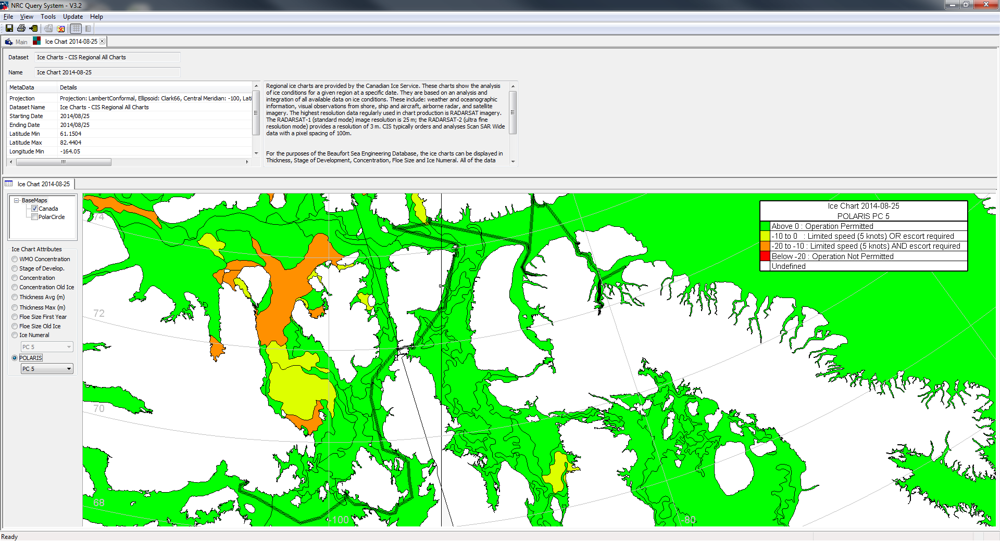 NRC Query System - V3.2
File View Tools Update Help
Main
Ice Chart 2014-08-25
Dataset
Ice Charts - CIS Regional All Charts
Name
Ice Chart 2014-08-25
MetaData Details
Projection Projection: LambertConformal, Ellipsoid: Clark66, Central Meridian: -100, Lati
Dataset Name Ice Charts - CIS Regional All Charts
Starting Date 2014/08/25
Ending Date 2014/08/25
Latitude Min 61.1504
Latitude Max 82.4404
Longitude Min -164.05
Regional ice charts are provided by the Canadian Ice Service. These charts show the analysis
of ice conditions for a given region at a specific date. They are based on an analysis and
integration of all available data on ice conditions. These include: weather and oceanographic
information, visual observations from shore, ship and aircraft, airborne radar, and satellite
imagery. The highest resolution data regularly used in chart production is RADARSAT imagery.
The RADARSAT-1 (standard mode) image resolution is 25 m; the RADARSAT-2 (ultra fine
resolution mode) provides a resolution of 3 m. CIS typically orders and analyses Scan SAR Wide
data with a pixel spacing of 100m.
For the purposes of the Beaufort Sea Engineering Database, the ice charts can be displayed in
Thickness, Stage of Development, Concentration, Floe Size and Ice Numeral. All of the data
Ice Chart 2014-08-25
BaseMaps
Canada
PolarCircle
Ice Chart Attributes
WMO Concentration
Stage of Develop.
Concentration
Concentration Old Ice
Thickness Avg (m)
Thickness Max (m)
Floe Size First Year
Floe Size Old Ice
Ice Numeral
PC 5
POLARIS
PC 5
74
72
70
68
-100
-80
Ice Chart 2014-08-25
POLARIS PC 5
Above 0 : Operation Permitted
-10 to 0 : Limited speed (5 knots) OR escort required
-20 to -10 : Limited speed (5 knots) AND escort required
Below -20 : Operation Not Permitted
Undefined
Ready